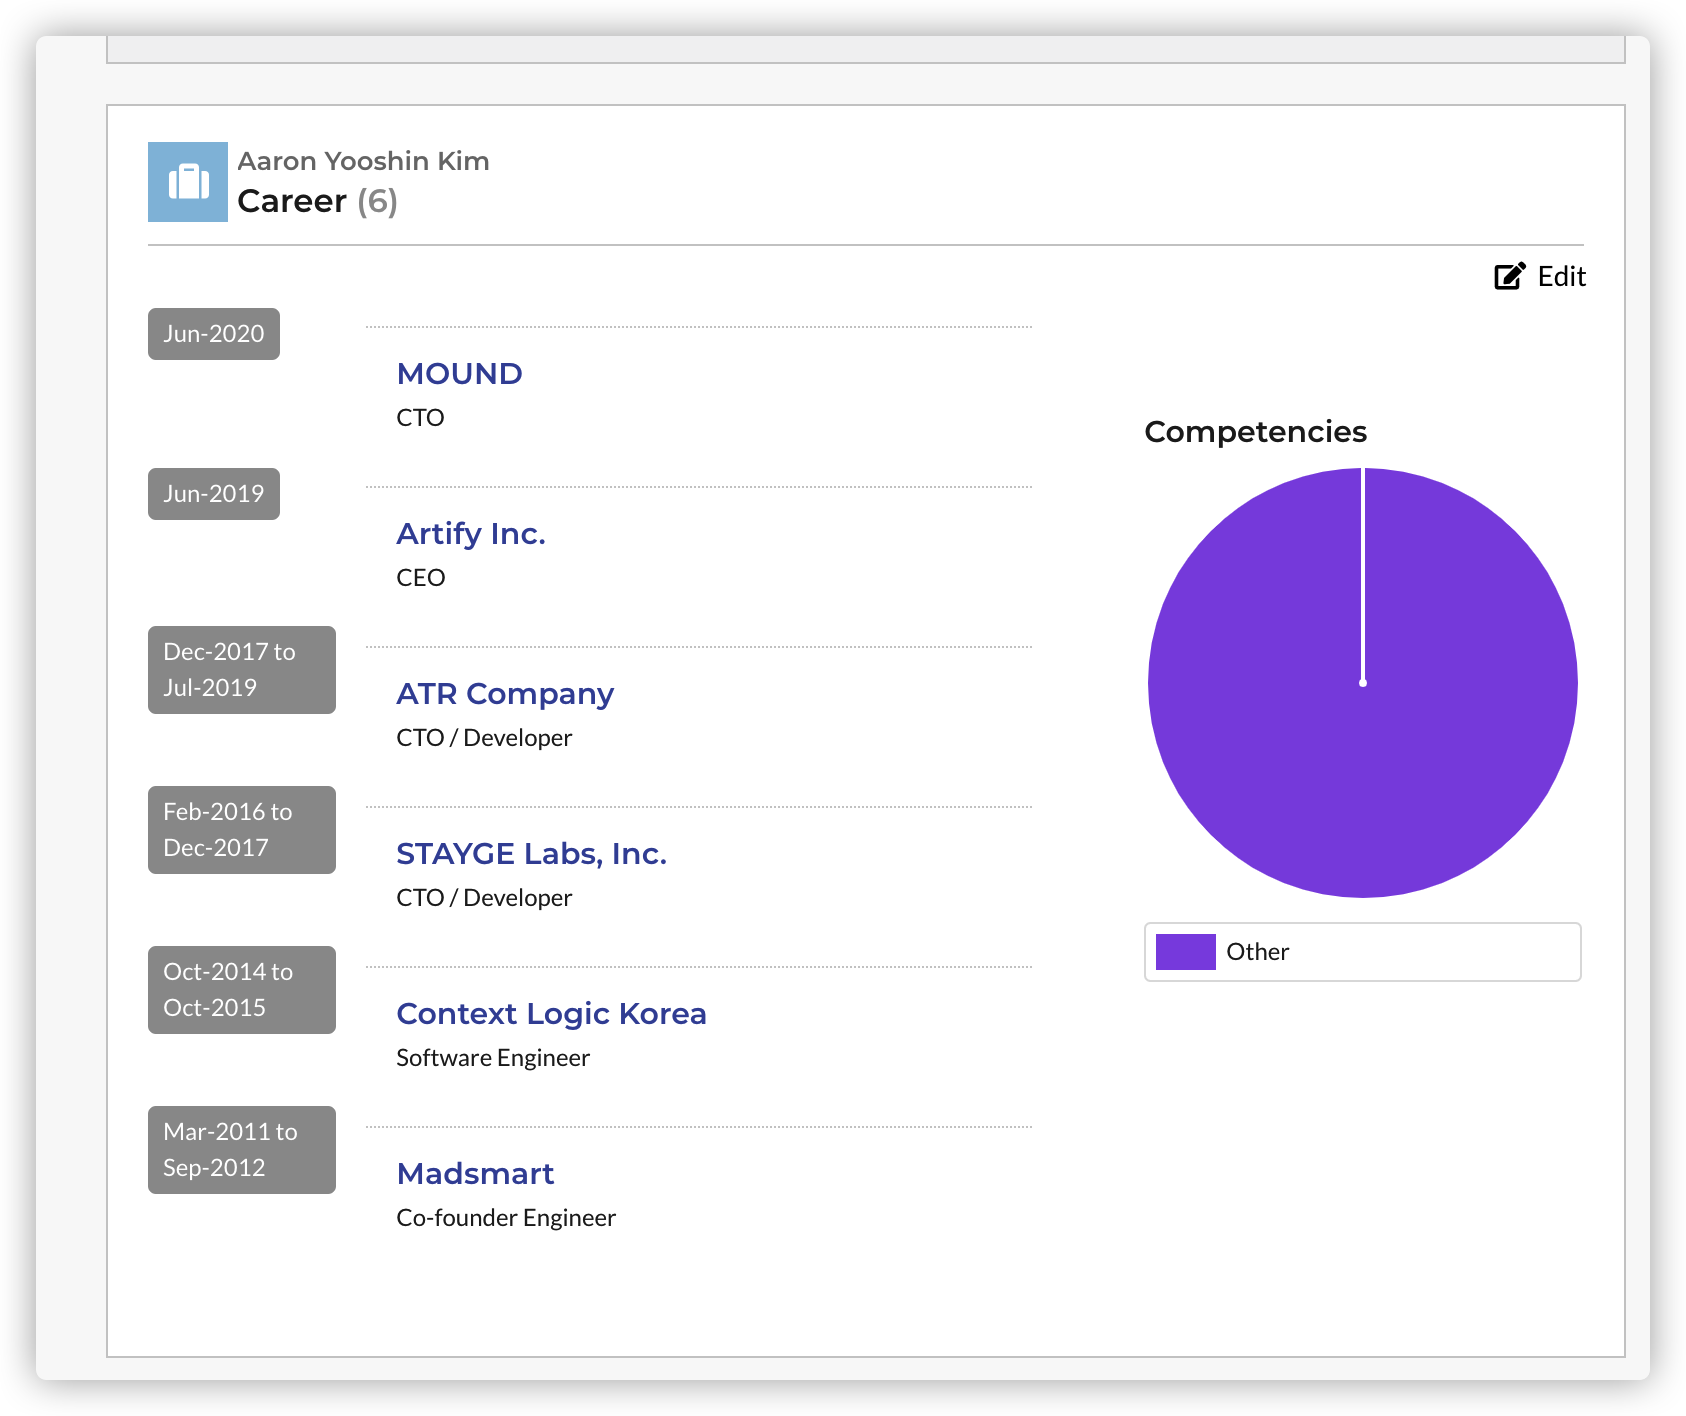 Aaron Yooshin Kim
Career (6)
Edit
Jun-2020
MOUND
CTO
Jun-2019
Artify Inc.
CEO
Dec-2017 to
Jul-2019
ATR Company
CTO / Developer
Feb-2016 to
Dec-2017
STAYGE Labs, Inc.
CTO / Developer
Oct-2014 to
Oct-2015
Context Logic Korea
Software Engineer
Mar-2011 to
Sep-2012
Madsmart
Co-founder Engineer
Competencies
Other